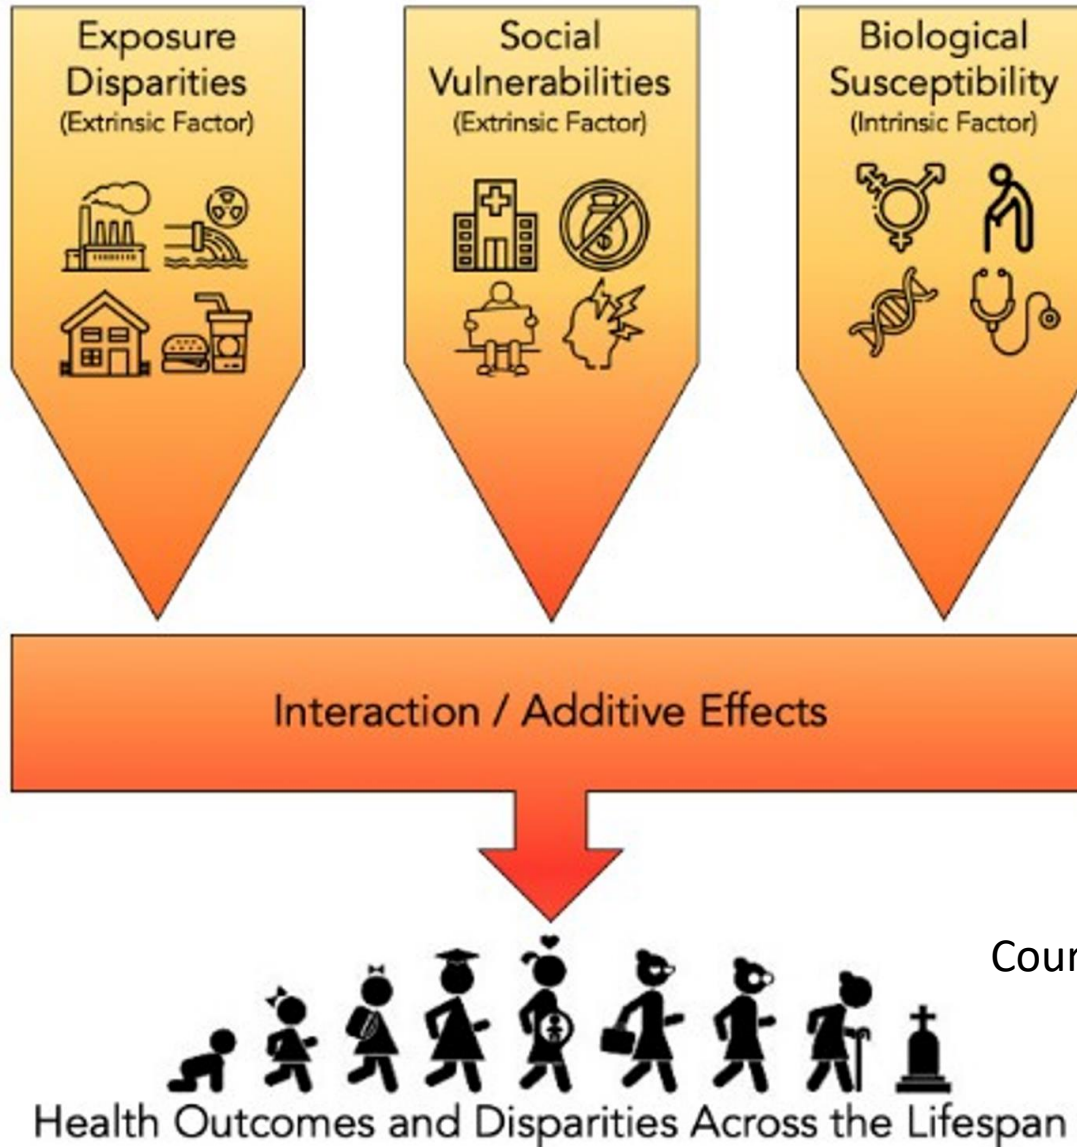 Exposure
Disparities
(Extrinsic Factor)
Social
Vulnerabilities
(Extrinsic Factor)
Biological
Susceptibility
(Intrinsic Factor)
Interaction / Additive Effects
Cour
Health Outcomes and Disparities Across the Lifespan